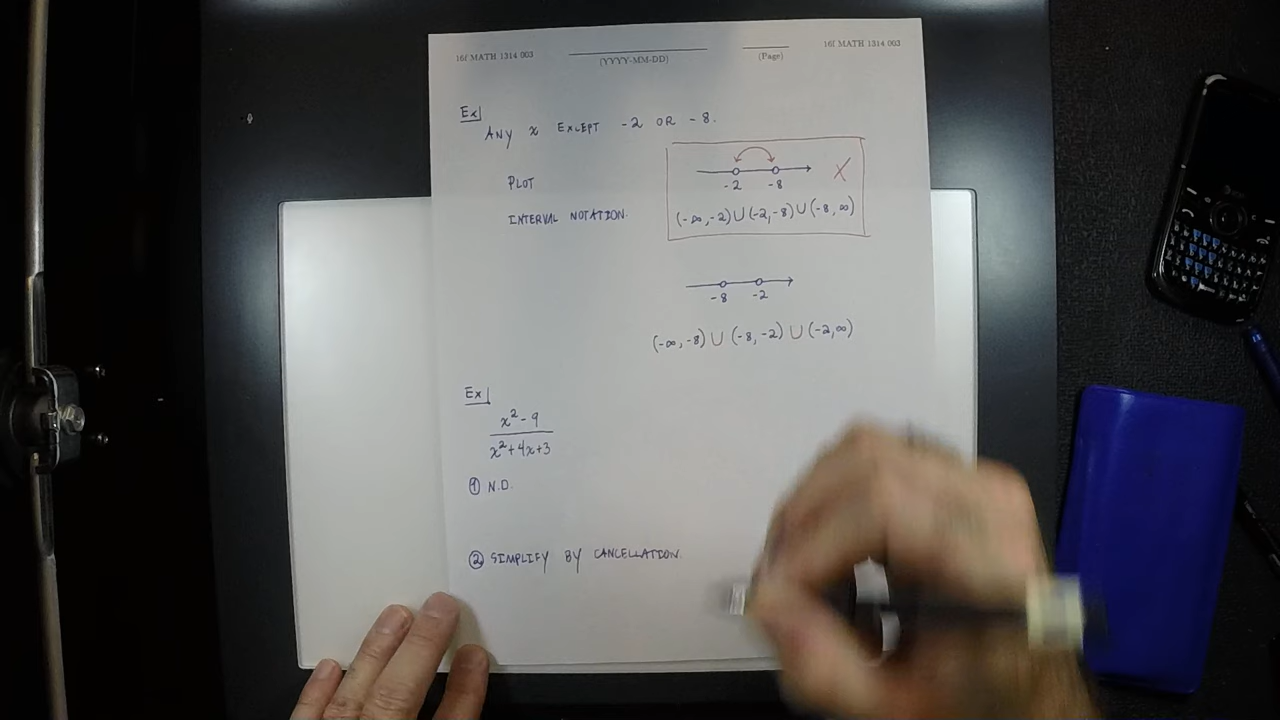 16f MATH 1314 003
(YYYY-MM-DD)
(Page)
16f MATH 1314 003
Ex
ANY x EXCEPT -2 OR -8.
PLOT
-2 -8
X
INTERVAL NOTATION.
(-∞, -2) ∪ (-2, -8) ∪ (-8, ∞)
-8 -2
(-∞, -8) ∪ (-8, -2) ∪ (-2, ∞)
Ex
x² - 9
x² + 4x + 3
① N.D.
② SIMPLIFY BY CANCELLATION.